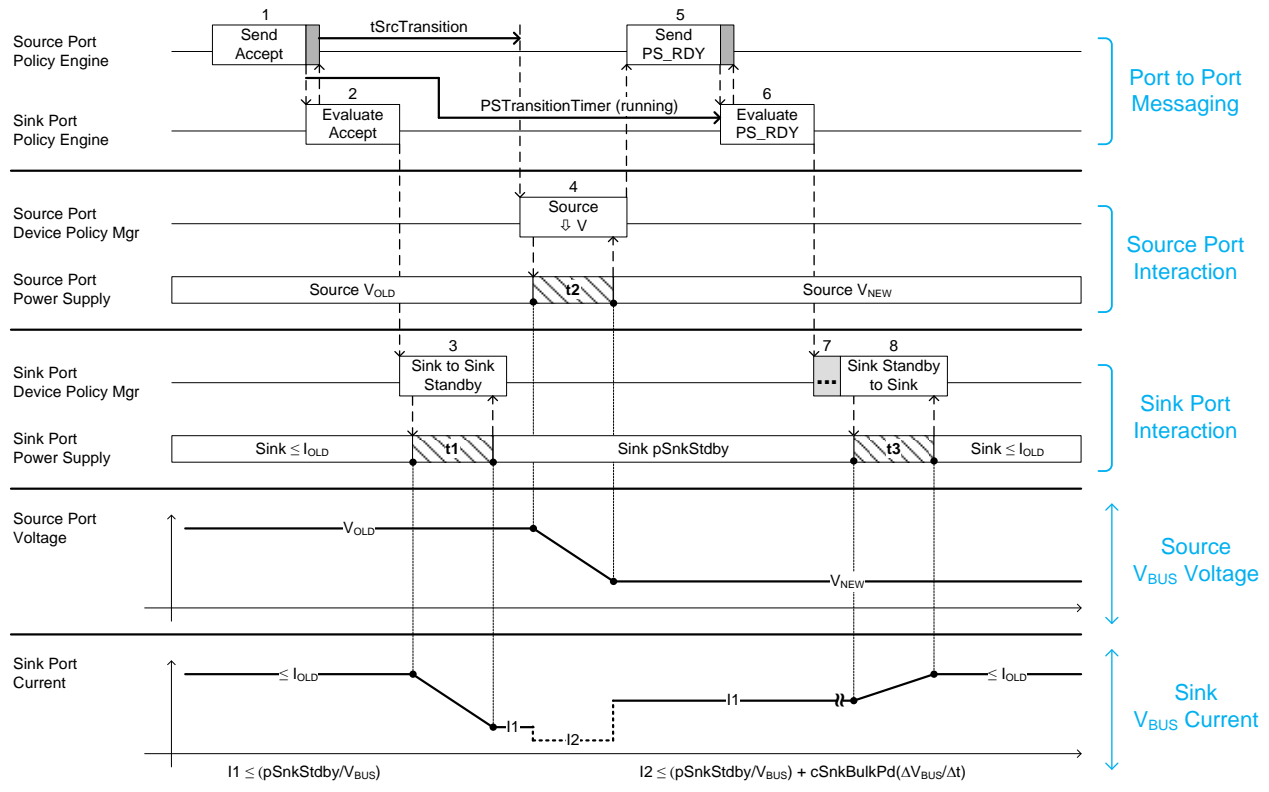 1
Send
Accept
tSrcTransition
5
Send
PS_RDY
Source Port
Policy Engine
Port to Port
Messaging
2
Evaluate
Accept
PSTransitionTimer (running)
6
Evaluate
PS_RDY
Sink Port
Policy Engine
4
Source
⇩ V
Source Port
Device Policy Mgr
Source Port
Interaction
Source Port
Power Supply
Source VOLD
t2
Source VNEW
3
Sink to Sink
Standby
7
...
8
Sink Standby
to Sink
Sink Port
Device Policy Mgr
Sink Port
Interaction
Sink Port
Power Supply
Sink ≤ IOLD
t1
Sink pSnkStdby
t3
Sink ≤ IOLD
Source Port
Voltage
VOLD
VNEW
Source
VBUS Voltage
Sink Port
Current
≤ IOLD
I1
I2
I1
≤ IOLD
Sink
VBUS Current
I1 ≤ (pSnkStdby/VBUS)
I2 ≤ (pSnkStdby/VBUS) + cSnkBulkPd(ΔVBUS/Δt)